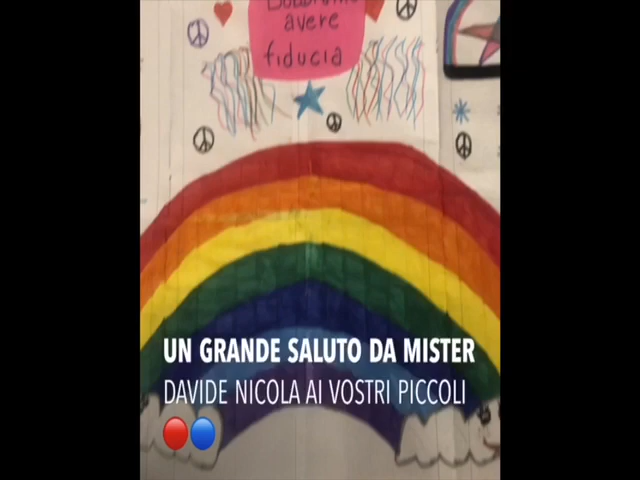 avere
fiducia
UN GRANDE SALUTO DA MISTER
DAVIDE NICOLA AI VOSTRI PICCOLI